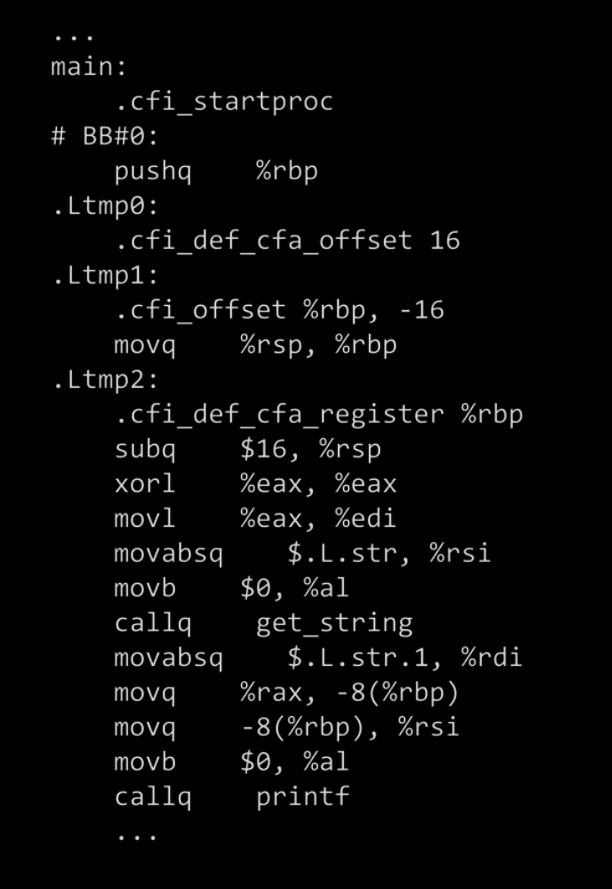 ...
main:
    .cfi_startproc
# BB#0:
    pushq    %rbp
.Ltmp0:
    .cfi_def_cfa_offset 16
.Ltmp1:
    .cfi_offset %rbp, -16
    movq    %rsp, %rbp
.Ltmp2:
    .cfi_def_cfa_register %rbp
    subq    $16, %rsp
    xorl    %eax, %eax
    movl    %eax, %edi
    movabsq    $.L.str, %rsi
    movb    $0, %al
    callq    get_string
    movabsq    $.L.str.1, %rdi
    movq    %rax, -8(%rbp)
    movq    -8(%rbp), %rsi
    movb    $0, %al
    callq    printf
    ...